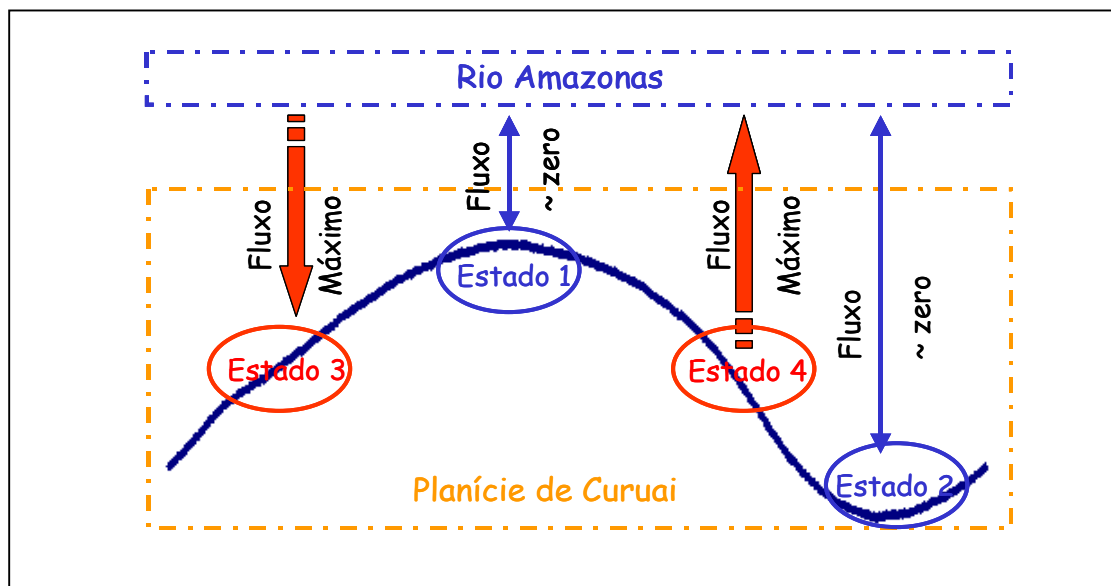 Rio Amazonas
Fluxo
Máximo
Fluxo
~ zero
Fluxo
Máximo
Fluxo
~ zero
Estado 1
Estado 3
Estado 4
Estado 2
Planície de Curuai